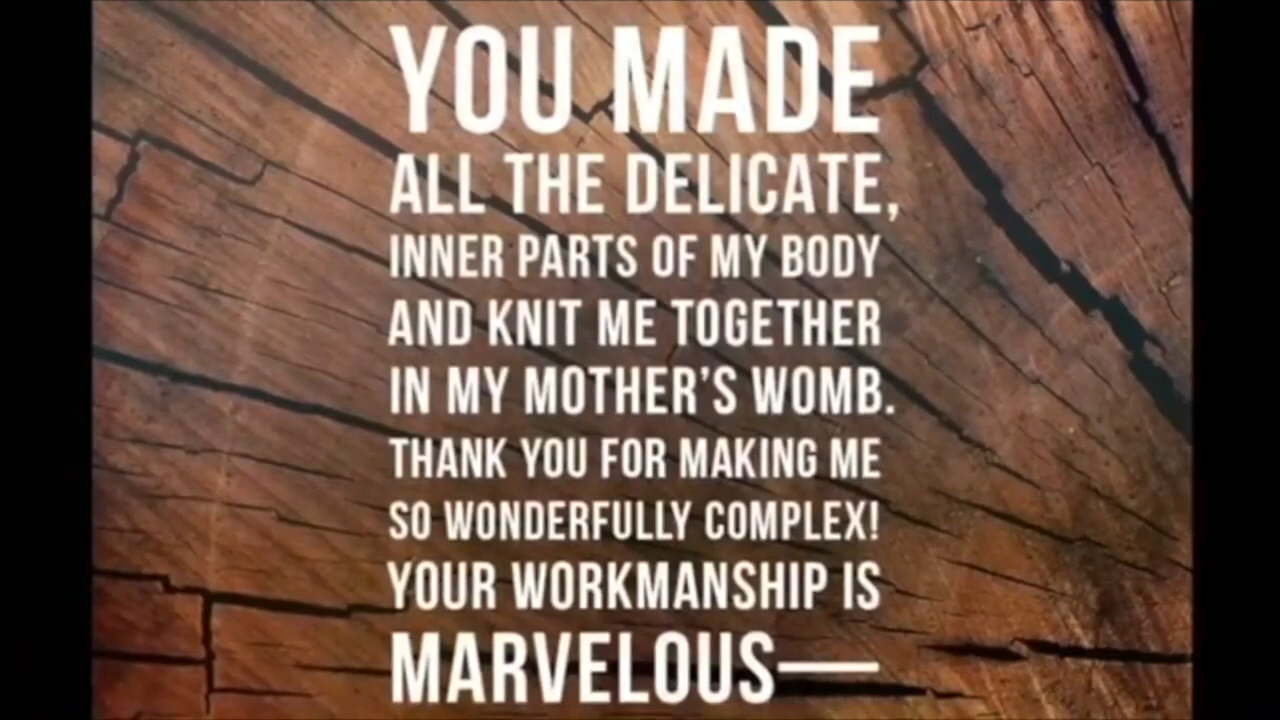 YOU MADE
ALL THE DELICATE,
INNER PARTS OF MY BODY
AND KNIT ME TOGETHER
IN MY MOTHER'S WOMB.
THANK YOU FOR MAKING ME
SO WONDERFULLY COMPLEX!
YOUR WORKMANSHIP IS
MARVELOUS—